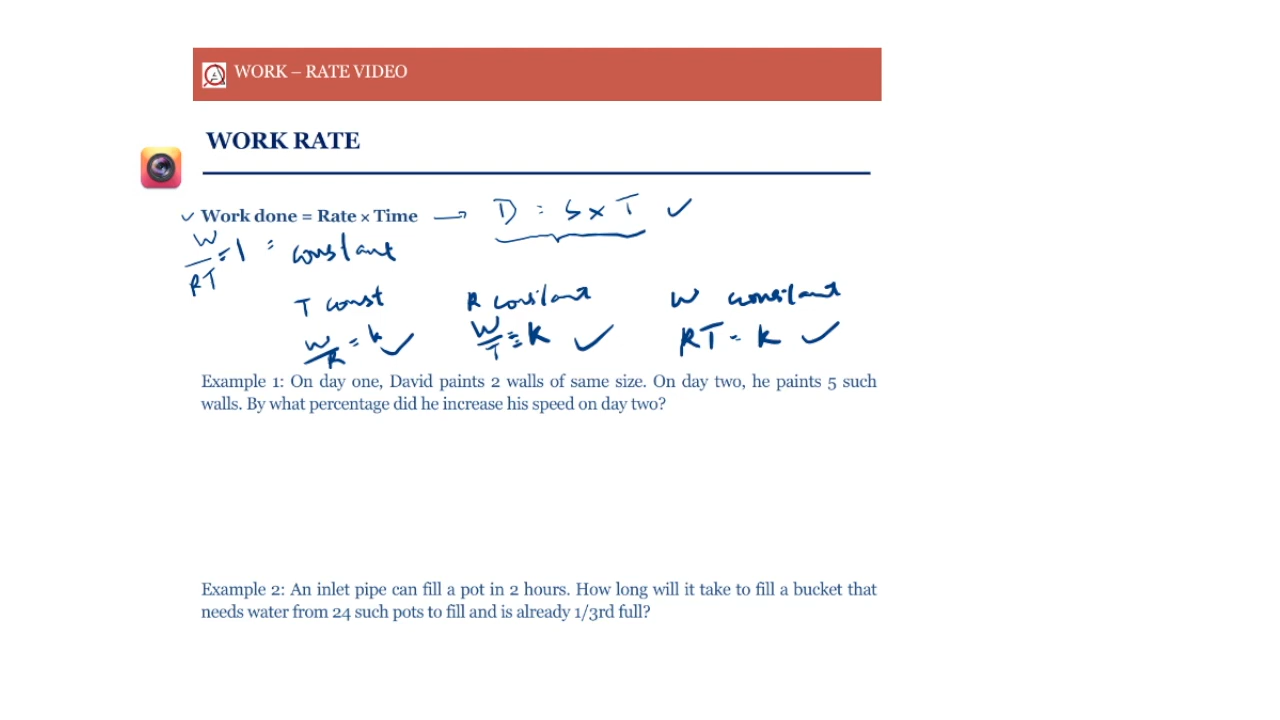 WORK – RATE VIDEO
WORK RATE
✓ Work done = Rate × Time → D = S × T ✓
W/RT = 1 = constant
T const R constant W constant
W/R = k ✓ W/T = k ✓ RT = k ✓
Example 1: On day one, David paints 2 walls of same size. On day two, he paints 5 such
walls. By what percentage did he increase his speed on day two?
Example 2: An inlet pipe can fill a pot in 2 hours. How long will it take to fill a bucket that
needs water from 24 such pots to fill and is already 1/3rd full?